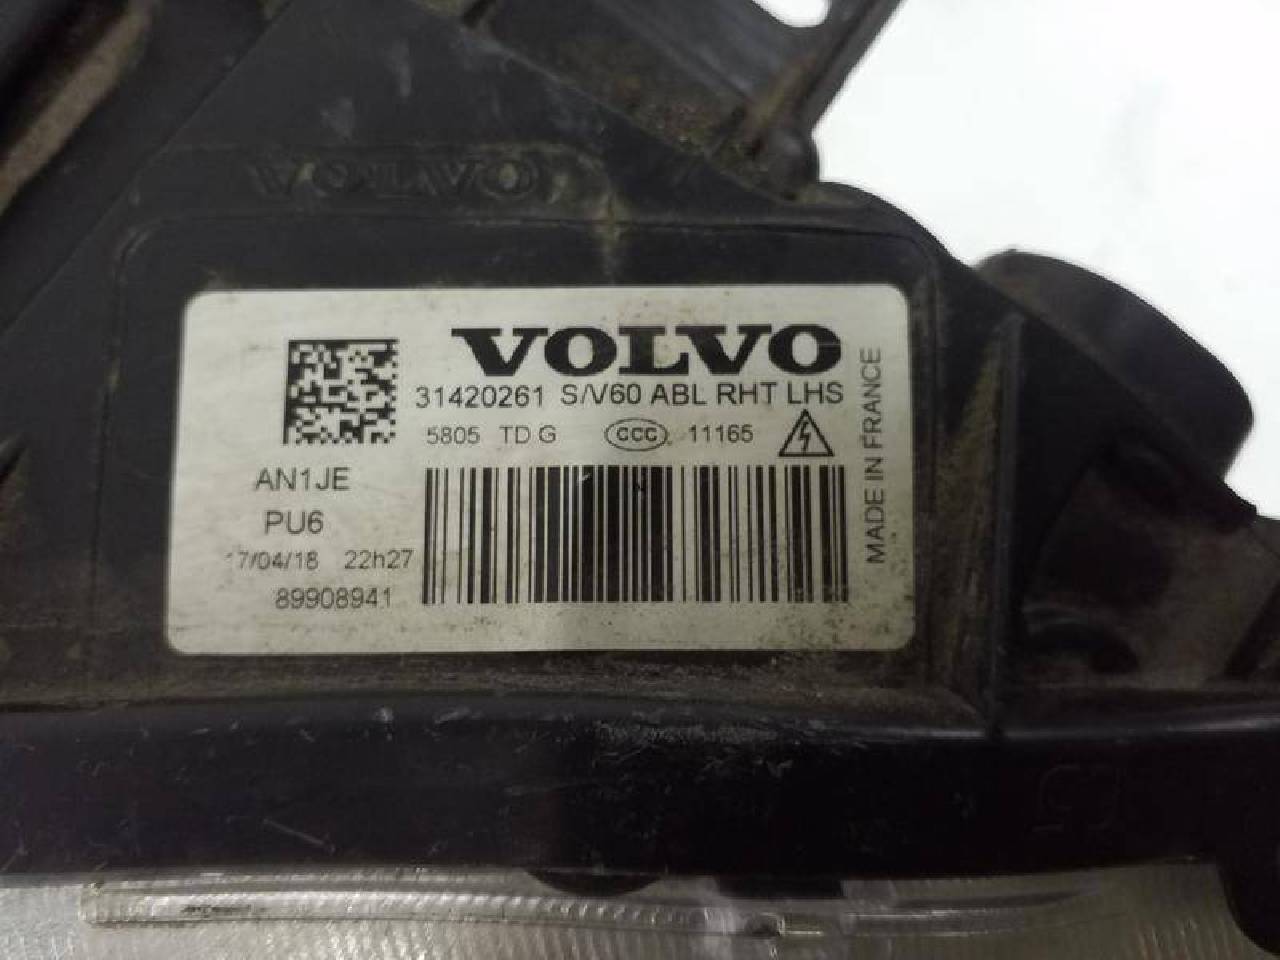 VOLVO
VOLVO
31420261 S/V60 ABL RHT LHS
5805 TD G CCC 11165
AN1JE
PU6
17/04/18 22h27
89908941
MADE IN FRANCE